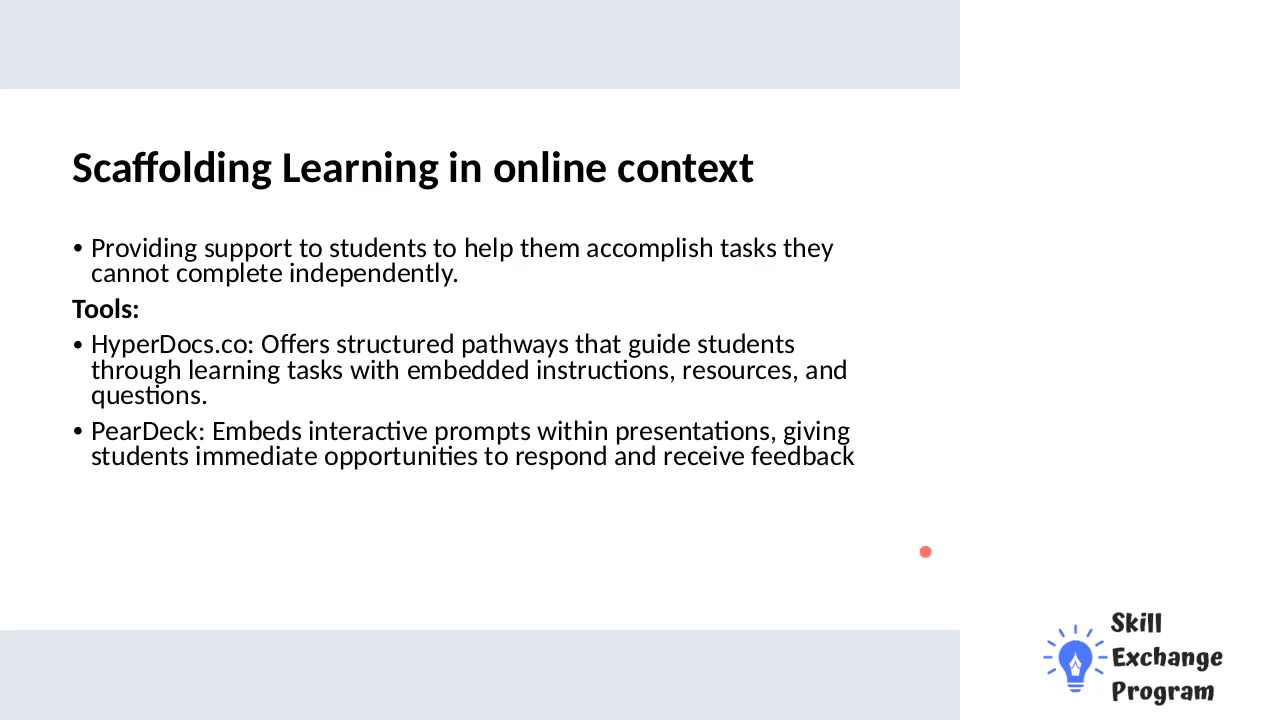 Scaffolding Learning in online context
• Providing support to students to help them accomplish tasks they
cannot complete independently.
Tools:
• HyperDocs.co: Offers structured pathways that guide students
through learning tasks with embedded instructions, resources, and
questions.
• PearDeck: Embeds interactive prompts within presentations, giving
students immediate opportunities to respond and receive feedback
Skill
Exchange
Program